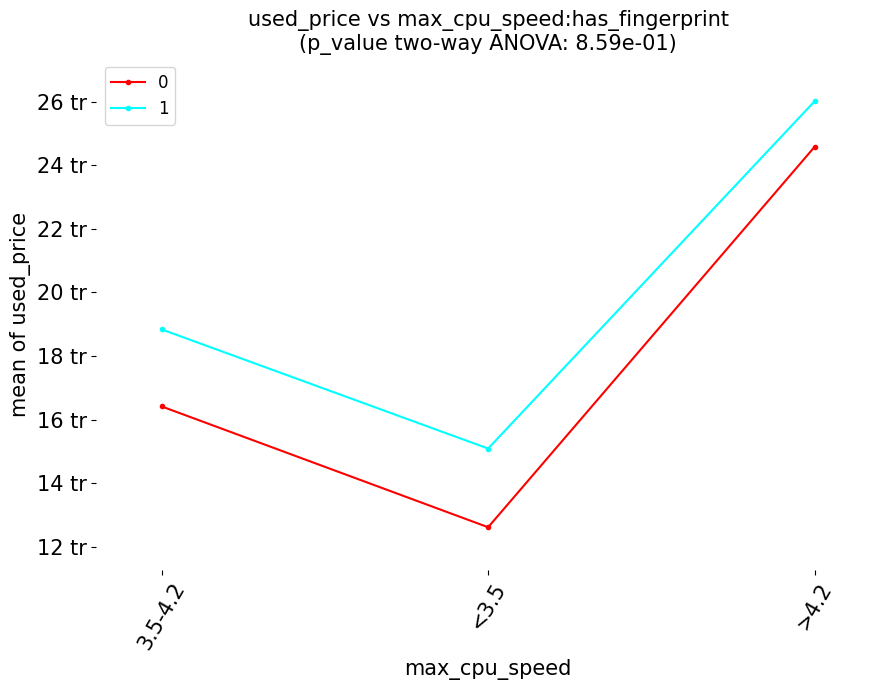 used_price vs max_cpu_speed:has_fingerprint
(p_value two-way ANOVA: 8.59e-01)
0
1
26 tr
24 tr
22 tr
20 tr
18 tr
16 tr
14 tr
12 tr
mean of used_price
3.5-4.2
<3.5
>4.2
max_cpu_speed